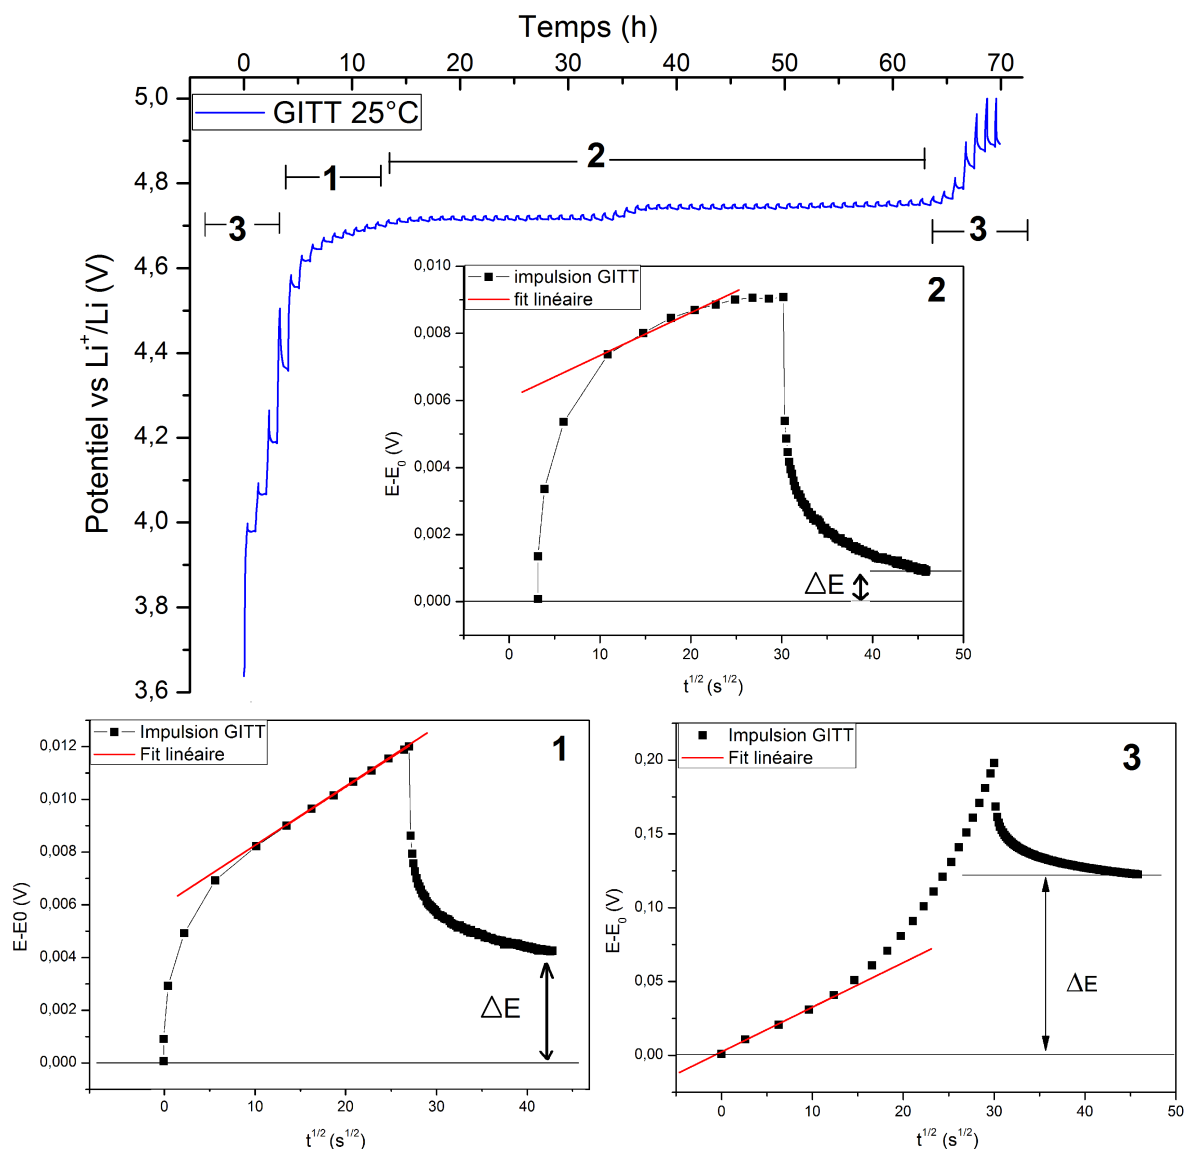 Temps (h)
0 10 20 30 40 50 60 70
5,0
4,8
4,6
4,4
4,2
4,0
3,8
3,6
Potentiel vs Li⁺/Li (V)
GITT 25°C
3
1
2
3
impulsion GITT
fit linéaire
2
0,010
0,008
0,006
0,004
0,002
0,000
E-E₀ (V)
ΔE
0 10 20 30 40 50
t^1/2 (s^1/2)
Impulsion GITT
Fit linéaire
1
0,012
0,010
0,008
0,006
0,004
0,002
0,000
E-E0 (V)
ΔE
0 10 20 30 40
t^1/2 (s^1/2)
Impulsion GITT
Fit linéaire
3
0,20
0,15
0,10
0,05
0,00
E-E₀ (V)
ΔE
0 10 20 30 40 50
t^1/2 (s^1/2)